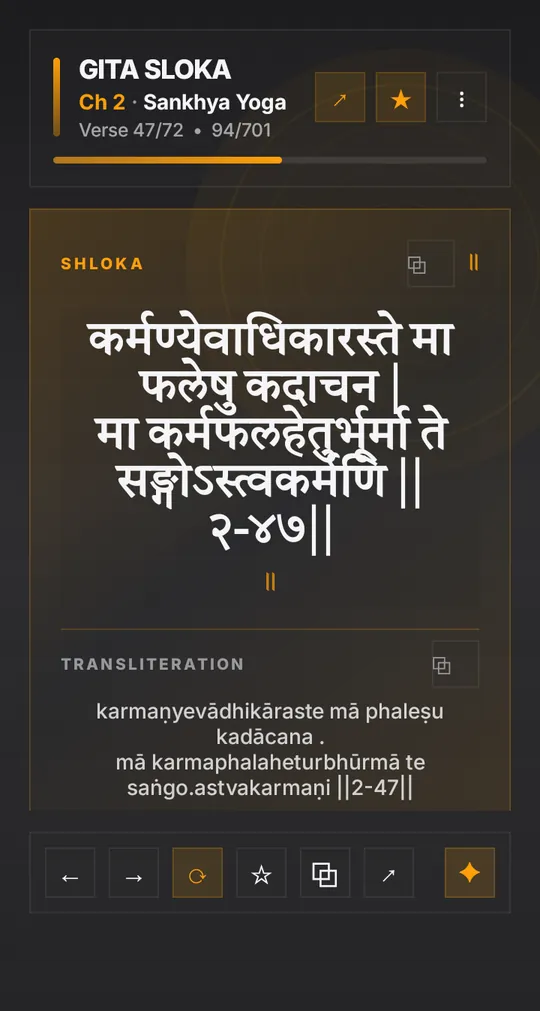 GITA SLOKA
Ch 2 · Sankhya Yoga
Verse 47/72 • 94/701
SHLOKA ॥
कर्मण्येवाधिकारस्ते मा
फलेषु कदाचन |
मा कर्मफलहेतुर्भूर्मा ते
सङ्गोऽस्त्वकर्मणि ||
२-४७||
॥
TRANSLITERATION
karmaṇyevādhikāraste mā phaleṣu
kadācana .
mā karmaphalaheturbhūrmā te
saṅgo.astvakarmaṇi ||2-47||